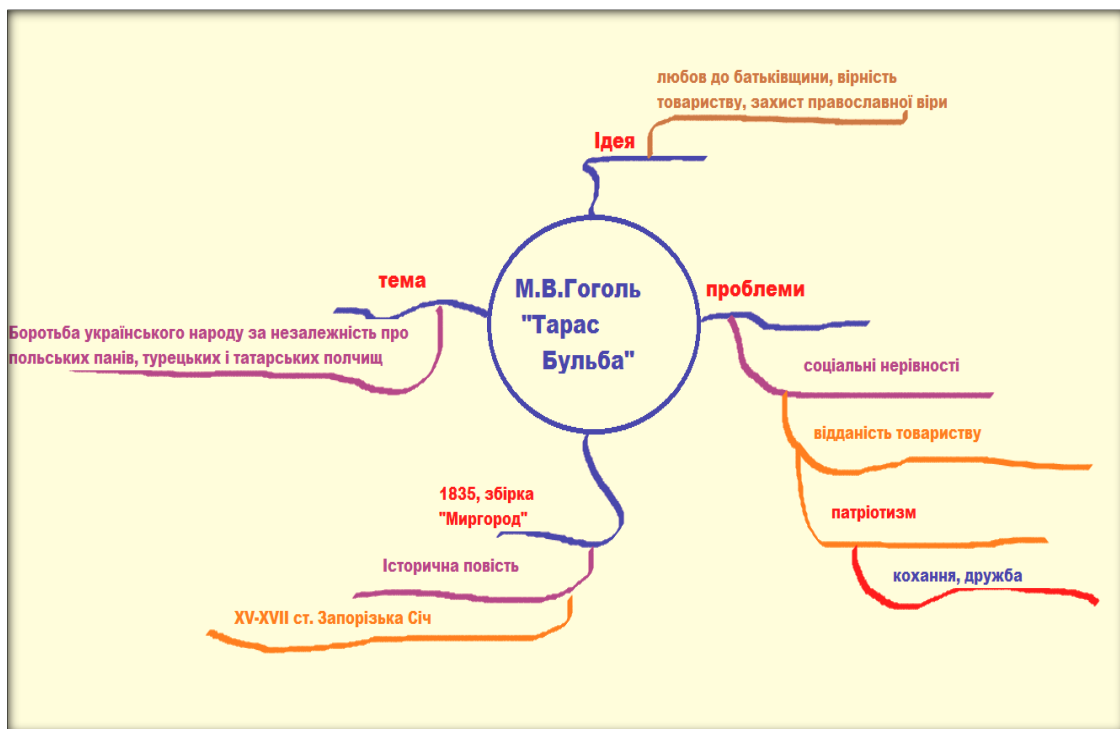 любов до батьківщини, вірність
товариству, захист православної віри
Ідея
М.В.Гоголь
"Тарас
Бульба"
тема
Боротьба українського народу за незалежність про
польських панів, турецьких і татарських полчищ
проблеми
соціальні нерівності
відданість товариству
патріотизм
кохання, дружба
1835, збірка
"Миргород"
Історична повість
XV-XVII ст. Запорізька Січ